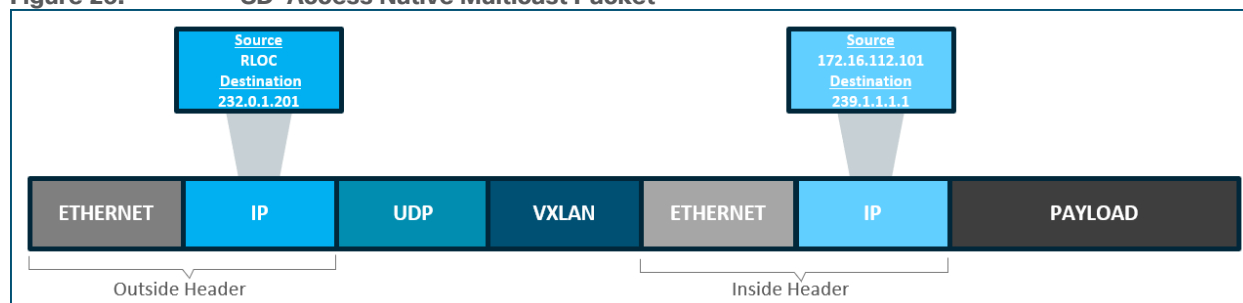 Source
RLOC
Destination
232.0.1.201
Source
172.16.112.101
Destination
239.1.1.1
ETHERNET
IP
UDP
VXLAN
ETHERNET
IP
PAYLOAD
Outside Header
Inside Header